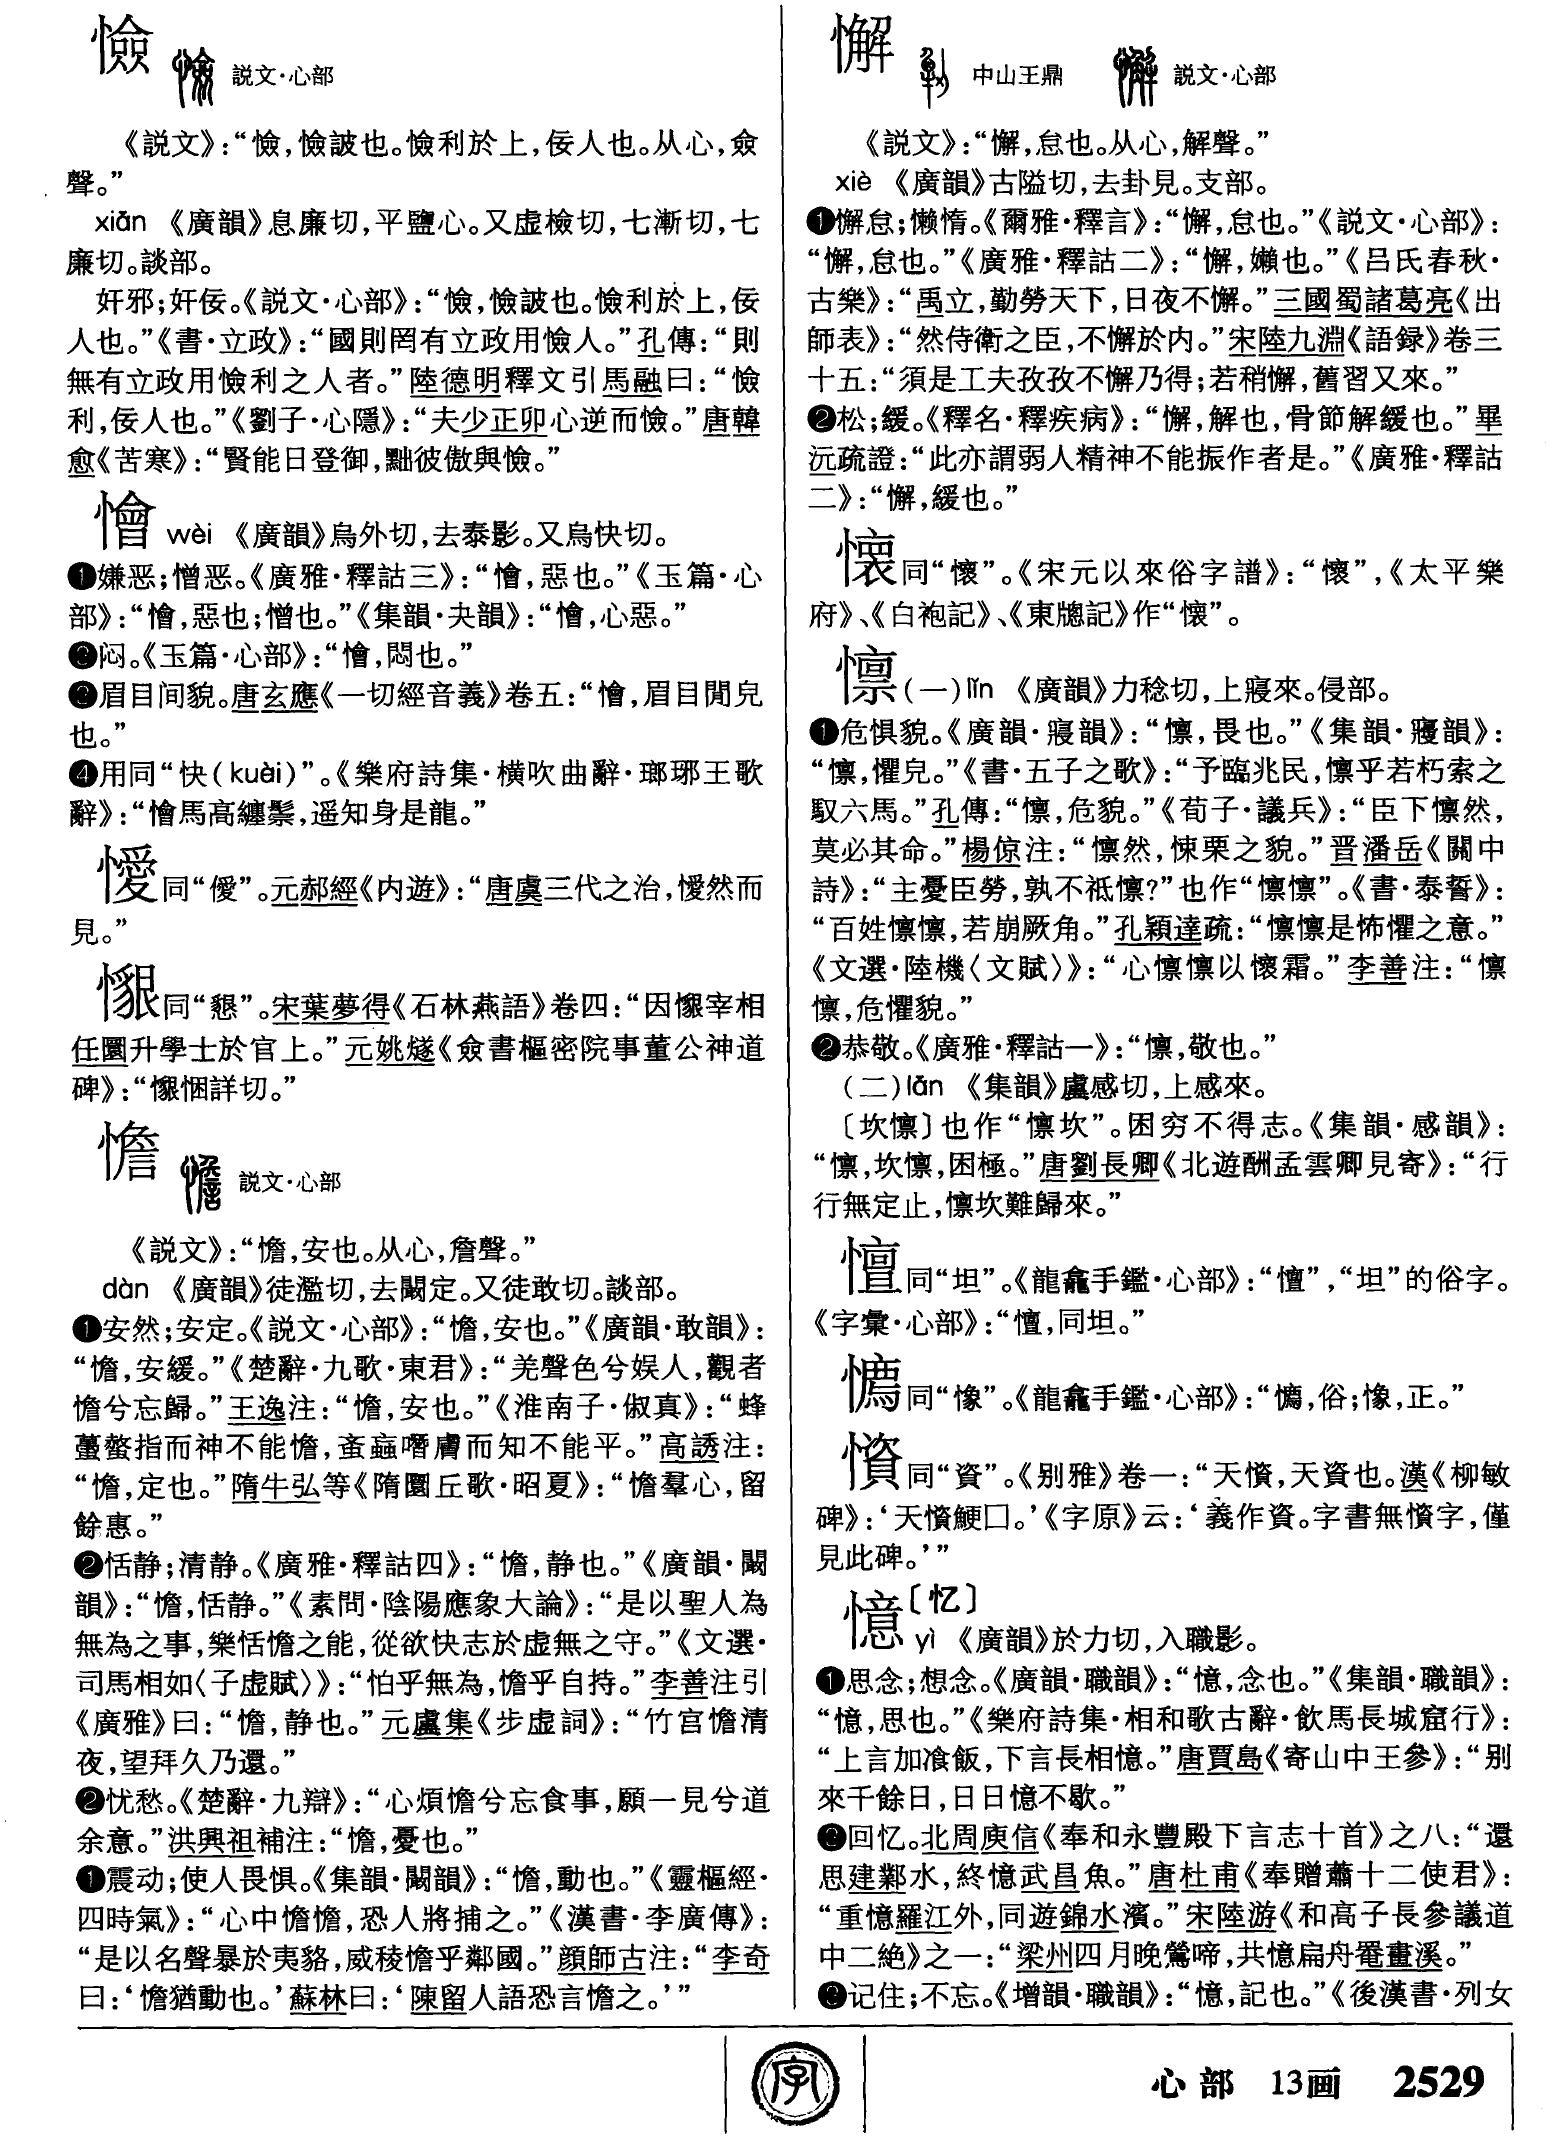 憸 説文·心部
《説文》：“憸，憸詖也。憸利於上，佞人也。从心，僉
聲。”
xiān 《廣韻》息廉切，平鹽心。又虚檢切，七漸切，七
廉切。談部。
奸邪；奸佞。《説文·心部》：“憸，憸詖也。憸利於上，佞
人也。”《書·立政》：“國則罔有立政用憸人。”孔傳：“則
無有立政用憸利之人者。”陸德明釋文引馬融曰：“憸
利，佞人也。”《劉子·心隱》：“夫少正卯心逆而憸。”唐韓
愈《苦寒》：“賢能日登御，黜彼傲與憸。”
懀 wèi 《廣韻》烏外切，去泰影。又烏快切。
❶嫌恶；憎恶。《廣雅·釋詁三》：“懀，惡也。”《玉篇·心
部》：“懀，惡也；憎也。”《集韻·夬韻》：“懀，心惡。”
❷闷。《玉篇·心部》：“懀，悶也。”
❸眉目间貌。唐玄應《一切經音義》卷五：“懀，眉目閒皃
也。”
❹用同“快（kuài）”。《樂府詩集·横吹曲辭·瑯琊王歌
辭》：“懀馬高纏鬃，遥知身是龍。”
懓同“僾”。元郝經《内遊》：“唐虞三代之治，懓然而
見。”
懇同“懇”。宋葉夢得《石林燕語》卷四：“因懇宰相
任圜升學士於官上。”元姚燧《僉書樞密院事董公神道
碑》：“懇悃詳切。”
憺 説文·心部
《説文》：“憺，安也。从心，詹聲。”
dàn 《廣韻》徒濫切，去闞定。又徒敢切。談部。
❶安然；安定。《説文·心部》：“憺，安也。”《廣韻·敢韻》：
“憺，安緩。”《楚辭·九歌·東君》：“羌聲色兮娱人，觀者
憺兮忘歸。”王逸注：“憺，安也。”《淮南子·俶真》：“蜂
蠆螫指而神不能憺，蚉蝱噆膚而知不能平。”高誘注：
“憺，定也。”隋牛弘等《隋圜丘歌·昭夏》：“憺羣心，留
餘惠。”
❷恬静；清静。《廣雅·釋詁四》：“憺，静也。”《廣韻·闞
韻》：“憺，恬静。”《素問·陰陽應象大論》：“是以聖人為
無為之事，樂恬憺之能，從欲快志於虚無之守。”《文選·
司馬相如〈子虚賦〉》：“怕乎無為，憺乎自持。”李善注引
《廣雅》曰：“憺，静也。”元盧集《步虚詞》：“竹宫憺清
夜，望拜久乃還。”
❷忧愁。《楚辭·九辯》：“心煩憺兮忘食事，願一見兮道
余意。”洪興祖補注：“憺，憂也。”
❶震动；使人畏惧。《集韻·闞韻》：“憺，動也。”《靈樞經·
四時氣》：“心中憺憺，恐人將捕之。”《漢書·李廣傳》：
“是以名聲暴於夷貉，威稜憺乎鄰國。”顔師古注：“李奇
曰：‘憺猶動也。’蘇林曰：‘陳留人語恐言憺之。’”
懈 中山王鼎 説文·心部
《説文》：“懈，怠也。从心，解聲。”
xiè 《廣韻》古隘切，去卦見。支部。
❶懈怠；懒惰。《爾雅·釋言》：“懈，怠也。”《説文·心部》：
“懈，怠也。”《廣雅·釋詁二》：“懈，嬾也。”《吕氏春秋·
古樂》：“禹立，勤勞天下，日夜不懈。”三國蜀諸葛亮《出
師表》：“然侍衛之臣，不懈於内。”宋陸九淵《語録》卷三
十五：“須是工夫孜孜不懈乃得；若稍懈，舊習又來。”
❷松；緩。《釋名·釋疾病》：“懈，解也，骨節解緩也。”畢
沅疏證：“此亦謂弱人精神不能振作者是。”《廣雅·釋詁
二》：“懈，緩也。”
懐同“懷”。《宋元以來俗字譜》：“懷”，《太平樂
府》、《白袍記》、《東牕記》作“懐”。
懍（一）lǐn 《廣韻》力稔切，上寑來。侵部。
❶危惧貌。《廣韻·寑韻》：“懍，畏也。”《集韻·寑韻》：
“懍，懼皃。”《書·五子之歌》：“予臨兆民，懍乎若朽索之
馭六馬。”孔傳：“懍，危貌。”《荀子·議兵》：“臣下懍然，
莫必其命。”楊倞注：“懍然，悚栗之貌。”晋潘岳《關中
詩》：“主憂臣勞，孰不祗懍？”也作“懍懍”。《書·泰誓》：
“百姓懍懍，若崩厥角。”孔穎達疏：“懍懍是怖懼之意。”
《文選·陸機〈文賦〉》：“心懍懍以懷霜。”李善注：“懍
懍，危懼貌。”
❷恭敬。《廣雅·釋詁一》：“懍，敬也。”
（二）lǎn 《集韻》盧感切，上感來。
〔坎懍〕也作“懍坎”。困穷不得志。《集韻·感韻》：
“懍，坎懍，困極。”唐劉長卿《北遊酬孟雲卿見寄》：“行
行無定止，懍坎難歸來。”
憻同“坦”。《龍龕手鑑·心部》：“憻”，“坦”的俗字。
《字彙·心部》：“憻，同坦。”
同“憽”。《龍龕手鑑·心部》：
同“資”。《别雅》卷一：“天懠，天資也。漢《柳敏
碑》：‘天懠鯁囗。’《字原》云：‘義作資。字書無懠字，僅
見此碑。’”
憶〔忆〕
yì 《廣韻》於力切，入職影。
❶思念；想念。《廣韻·職韻》：“憶，念也。”《集韻·職韻》：
“憶，思也。”《樂府詩集·相和歌古辭·飲馬長城窟行》：
“上言加飡飯，下言長相憶。”唐賈島《寄山中王參》：“别
來千餘日，日日憶不歇。”
❷回忆。北周庾信《奉和永豐殿下言志十首》之八：“還
思建鄴水，終憶武昌魚。”唐杜甫《奉贈蕭十二使君》：
“重憶羅江外，同遊錦水濱。”宋陸游《和高子長參議道
中二絶》之一：“梁州四月晚鶯啼，共憶扁舟罨畫溪。”
❸记住；不忘。《增韻·職韻》：“憶，記也。”《後漢書·列女
字
心部 13画 2529